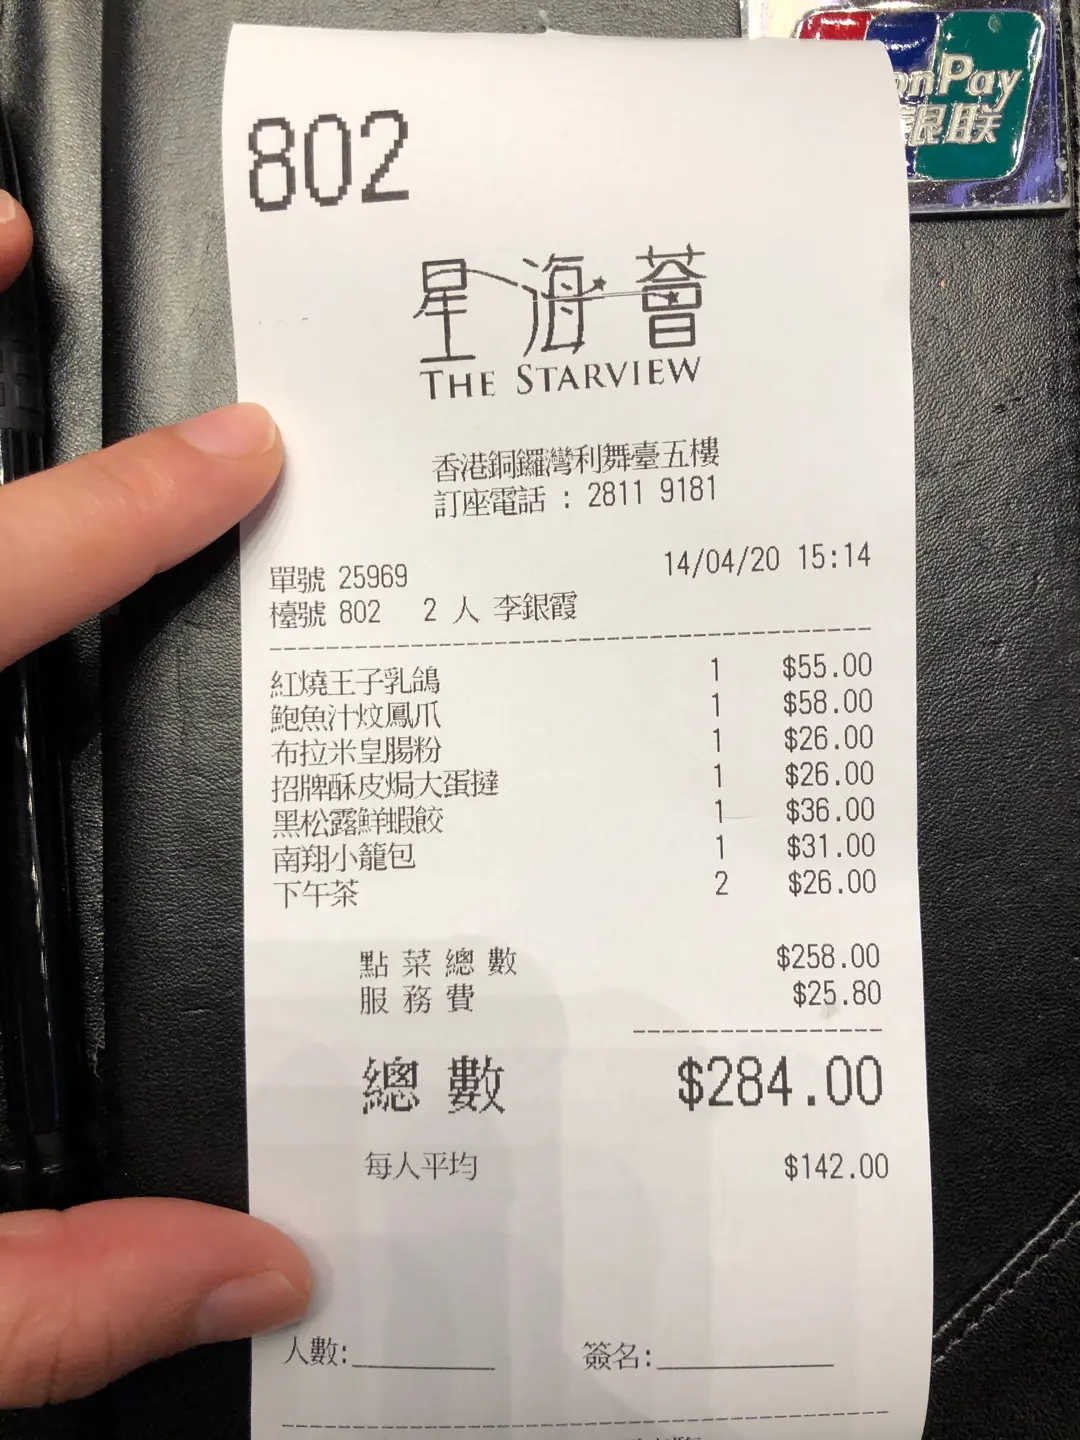 onPay
銀联
802
星海薈
THE STARVIEW
香港銅鑼灣利舞臺五樓
訂座電話 : 2811 9181
單號 25969 14/04/20 15:14
檯號 802 2 人 李銀霞
紅燒王子乳鴿 1 $55.00
鮑魚汁炆鳳爪 1 $58.00
布拉米皇腸粉 1 $26.00
招牌酥皮焗大蛋撻 1 $26.00
黑松露鮮蝦餃 1 $36.00
南翔小籠包 1 $31.00
下午茶 2 $26.00
點菜總數 $258.00
服務費 $25.80
總數 $284.00
每人平均 $142.00
人數: 簽名: